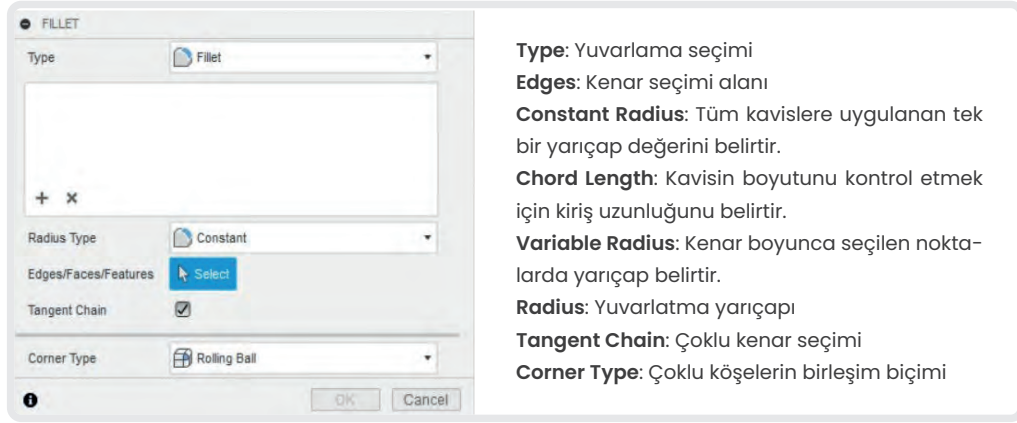 FILLET
Type Fillet
+ ×
Radius Type Constant
Edges/Faces/Features Select
Tangent Chain
Corner Type Rolling Ball
OK Cancel
Type: Yuvarlama seçimi
Edges: Kenar seçimi alanı
Constant Radius: Tüm kavislere uygulanan tek
bir yarıçap değerini belirtir.
Chord Length: Kavisin boyutunu kontrol etmek
için kiriş uzunluğunu belirtir.
Variable Radius: Kenar boyunca seçilen nokta-
larda yarıçap belirtir.
Radius: Yuvarlatma yarıçapı
Tangent Chain: Çoklu kenar seçimi
Corner Type: Çoklu köşelerin birleşim biçimi